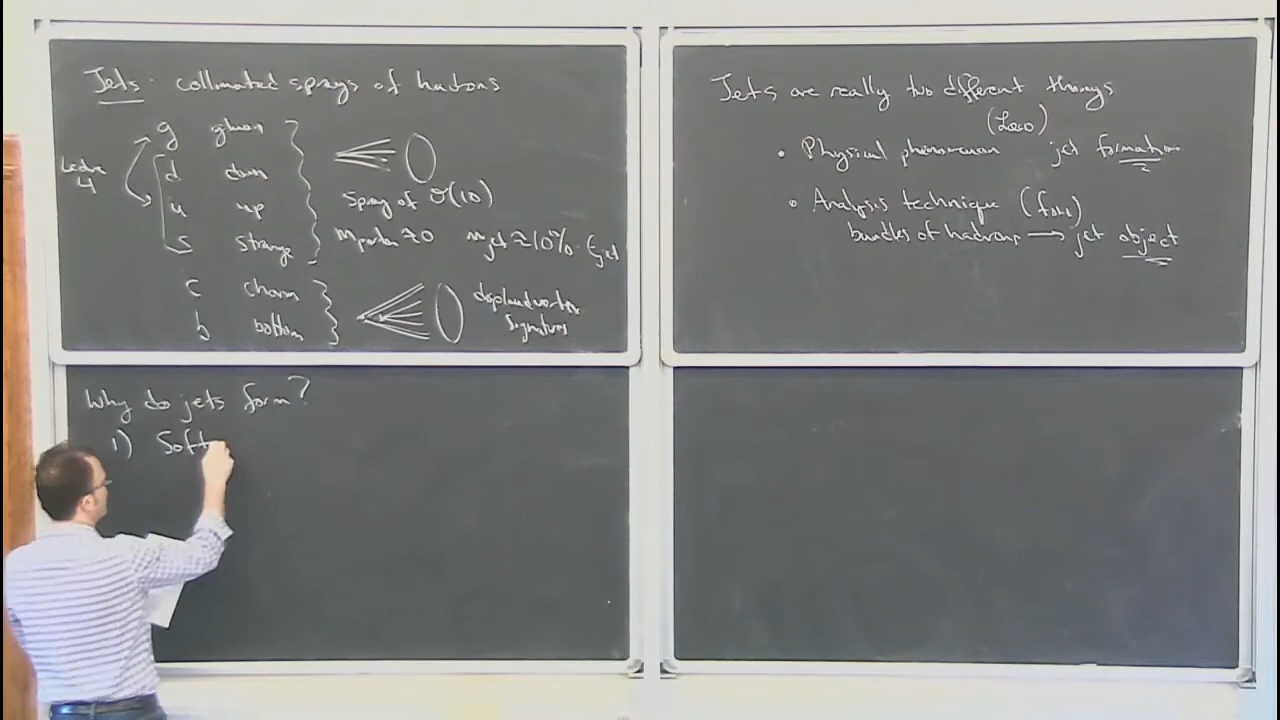 Jets: collimated sprays of hadrons
g gluon
d down
u up
s strange
Lecture 4
spray of O(10)
m_parton ≈ 0 m_jet ≈ 10% · E_jet
c charm
b bottom
displaced vertex
signatures
Why do jets form?
1) Soft
Jets are really two different things
• Physical phenomenon jet formation
• Analysis technique
bundles of hadrons → jet object